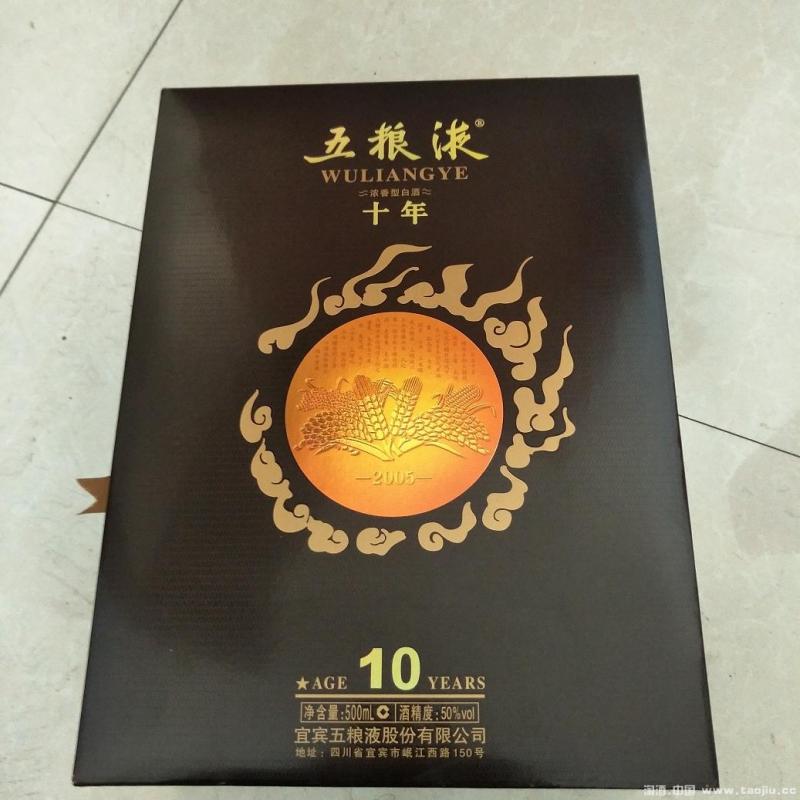 五粮液®
WULIANGYE
浓香型白酒
十年
—2005—
★AGE 10 YEARS
净含量:500mL C 酒精度:50%vol
宜宾五粮液股份有限公司
地址:四川省宜宾市岷江西路150号
淘酒.中国 www.taojiu.cc